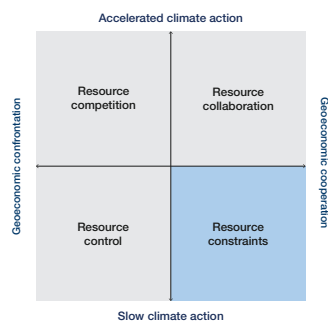 Accelerated climate action
Geoeconomic confrontation
Resource
competition
Resource
collaboration
Geoeconomic cooperation
Resource
control
Resource
constraints
Slow climate action